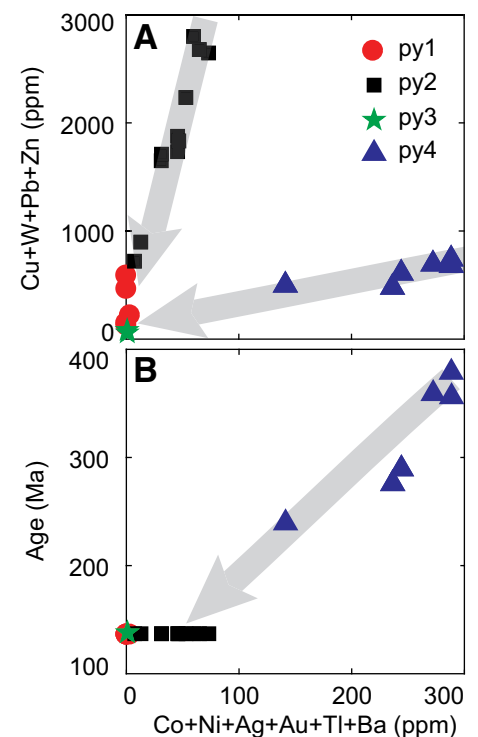 3000
A
py1
py2
py3
py4
2000
1000
0
Cu+W+Pb+Zn (ppm)
400
B
300
200
100
Age (Ma)
0 100 200 300
Co+Ni+Ag+Au+Tl+Ba (ppm)